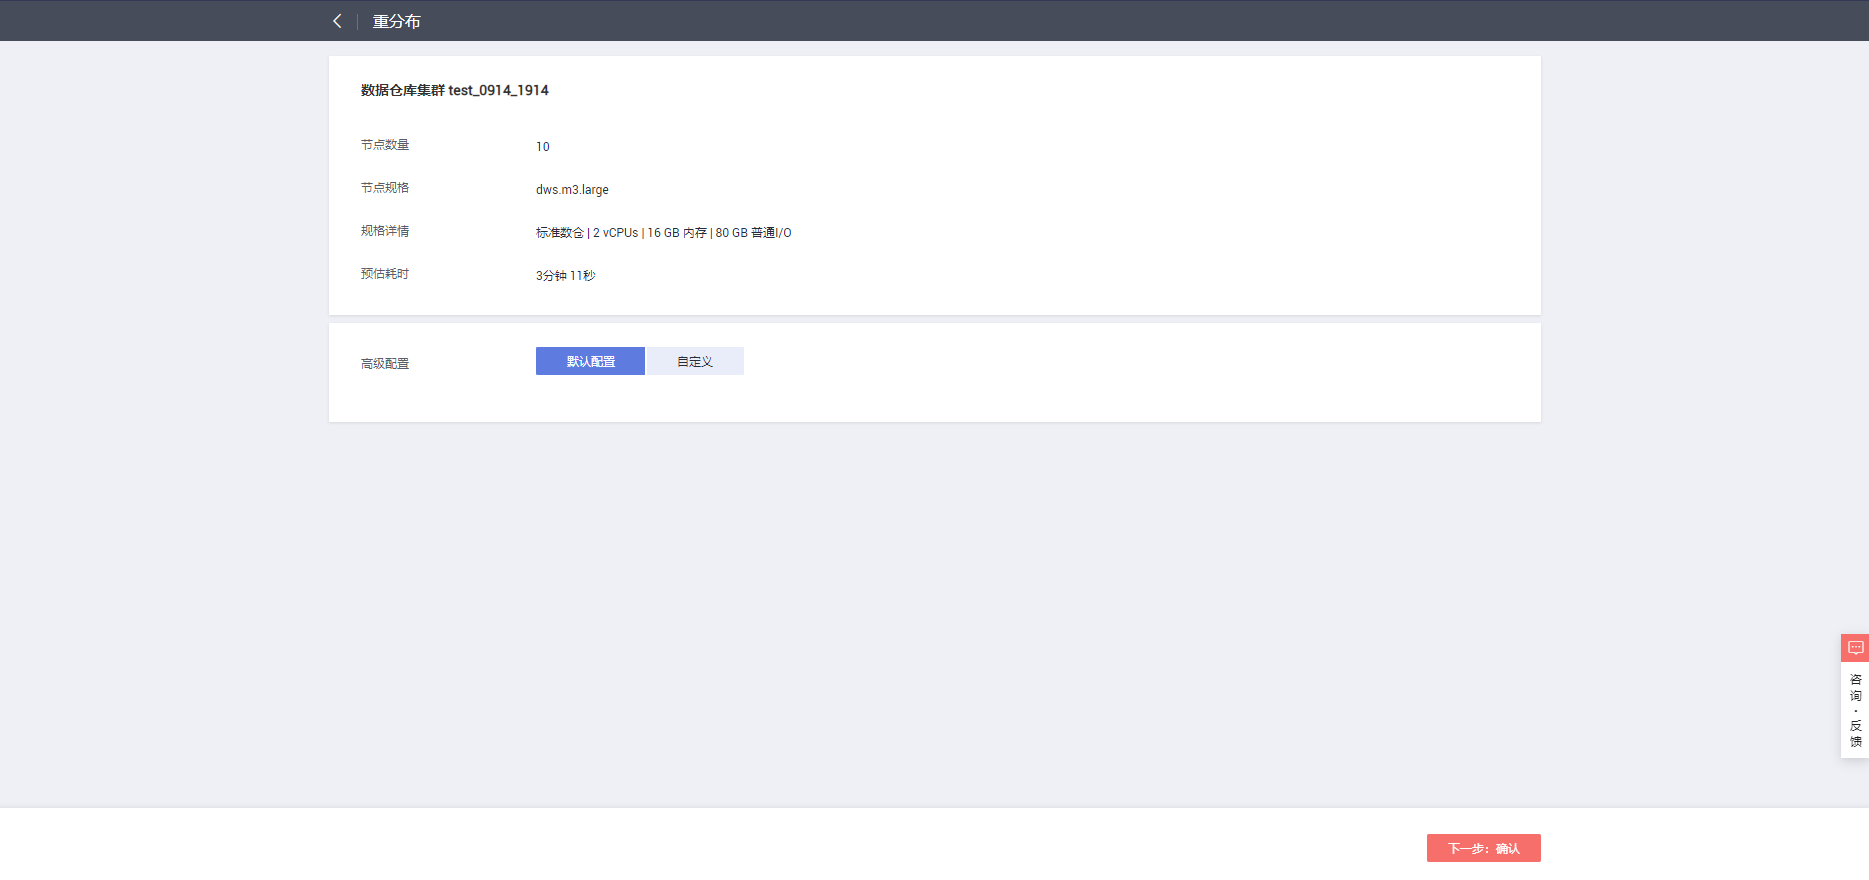 重分布
数据仓库集群 test_0914_1914
节点数量 10
节点规格 dws.m3.large
规格详情 标准数仓 | 2 vCPUs | 16 GB 内存 | 80 GB 普通I/O
预估耗时 3分钟 11秒
高级配置 默认配置 自定义
咨询·反馈
下一步：确认